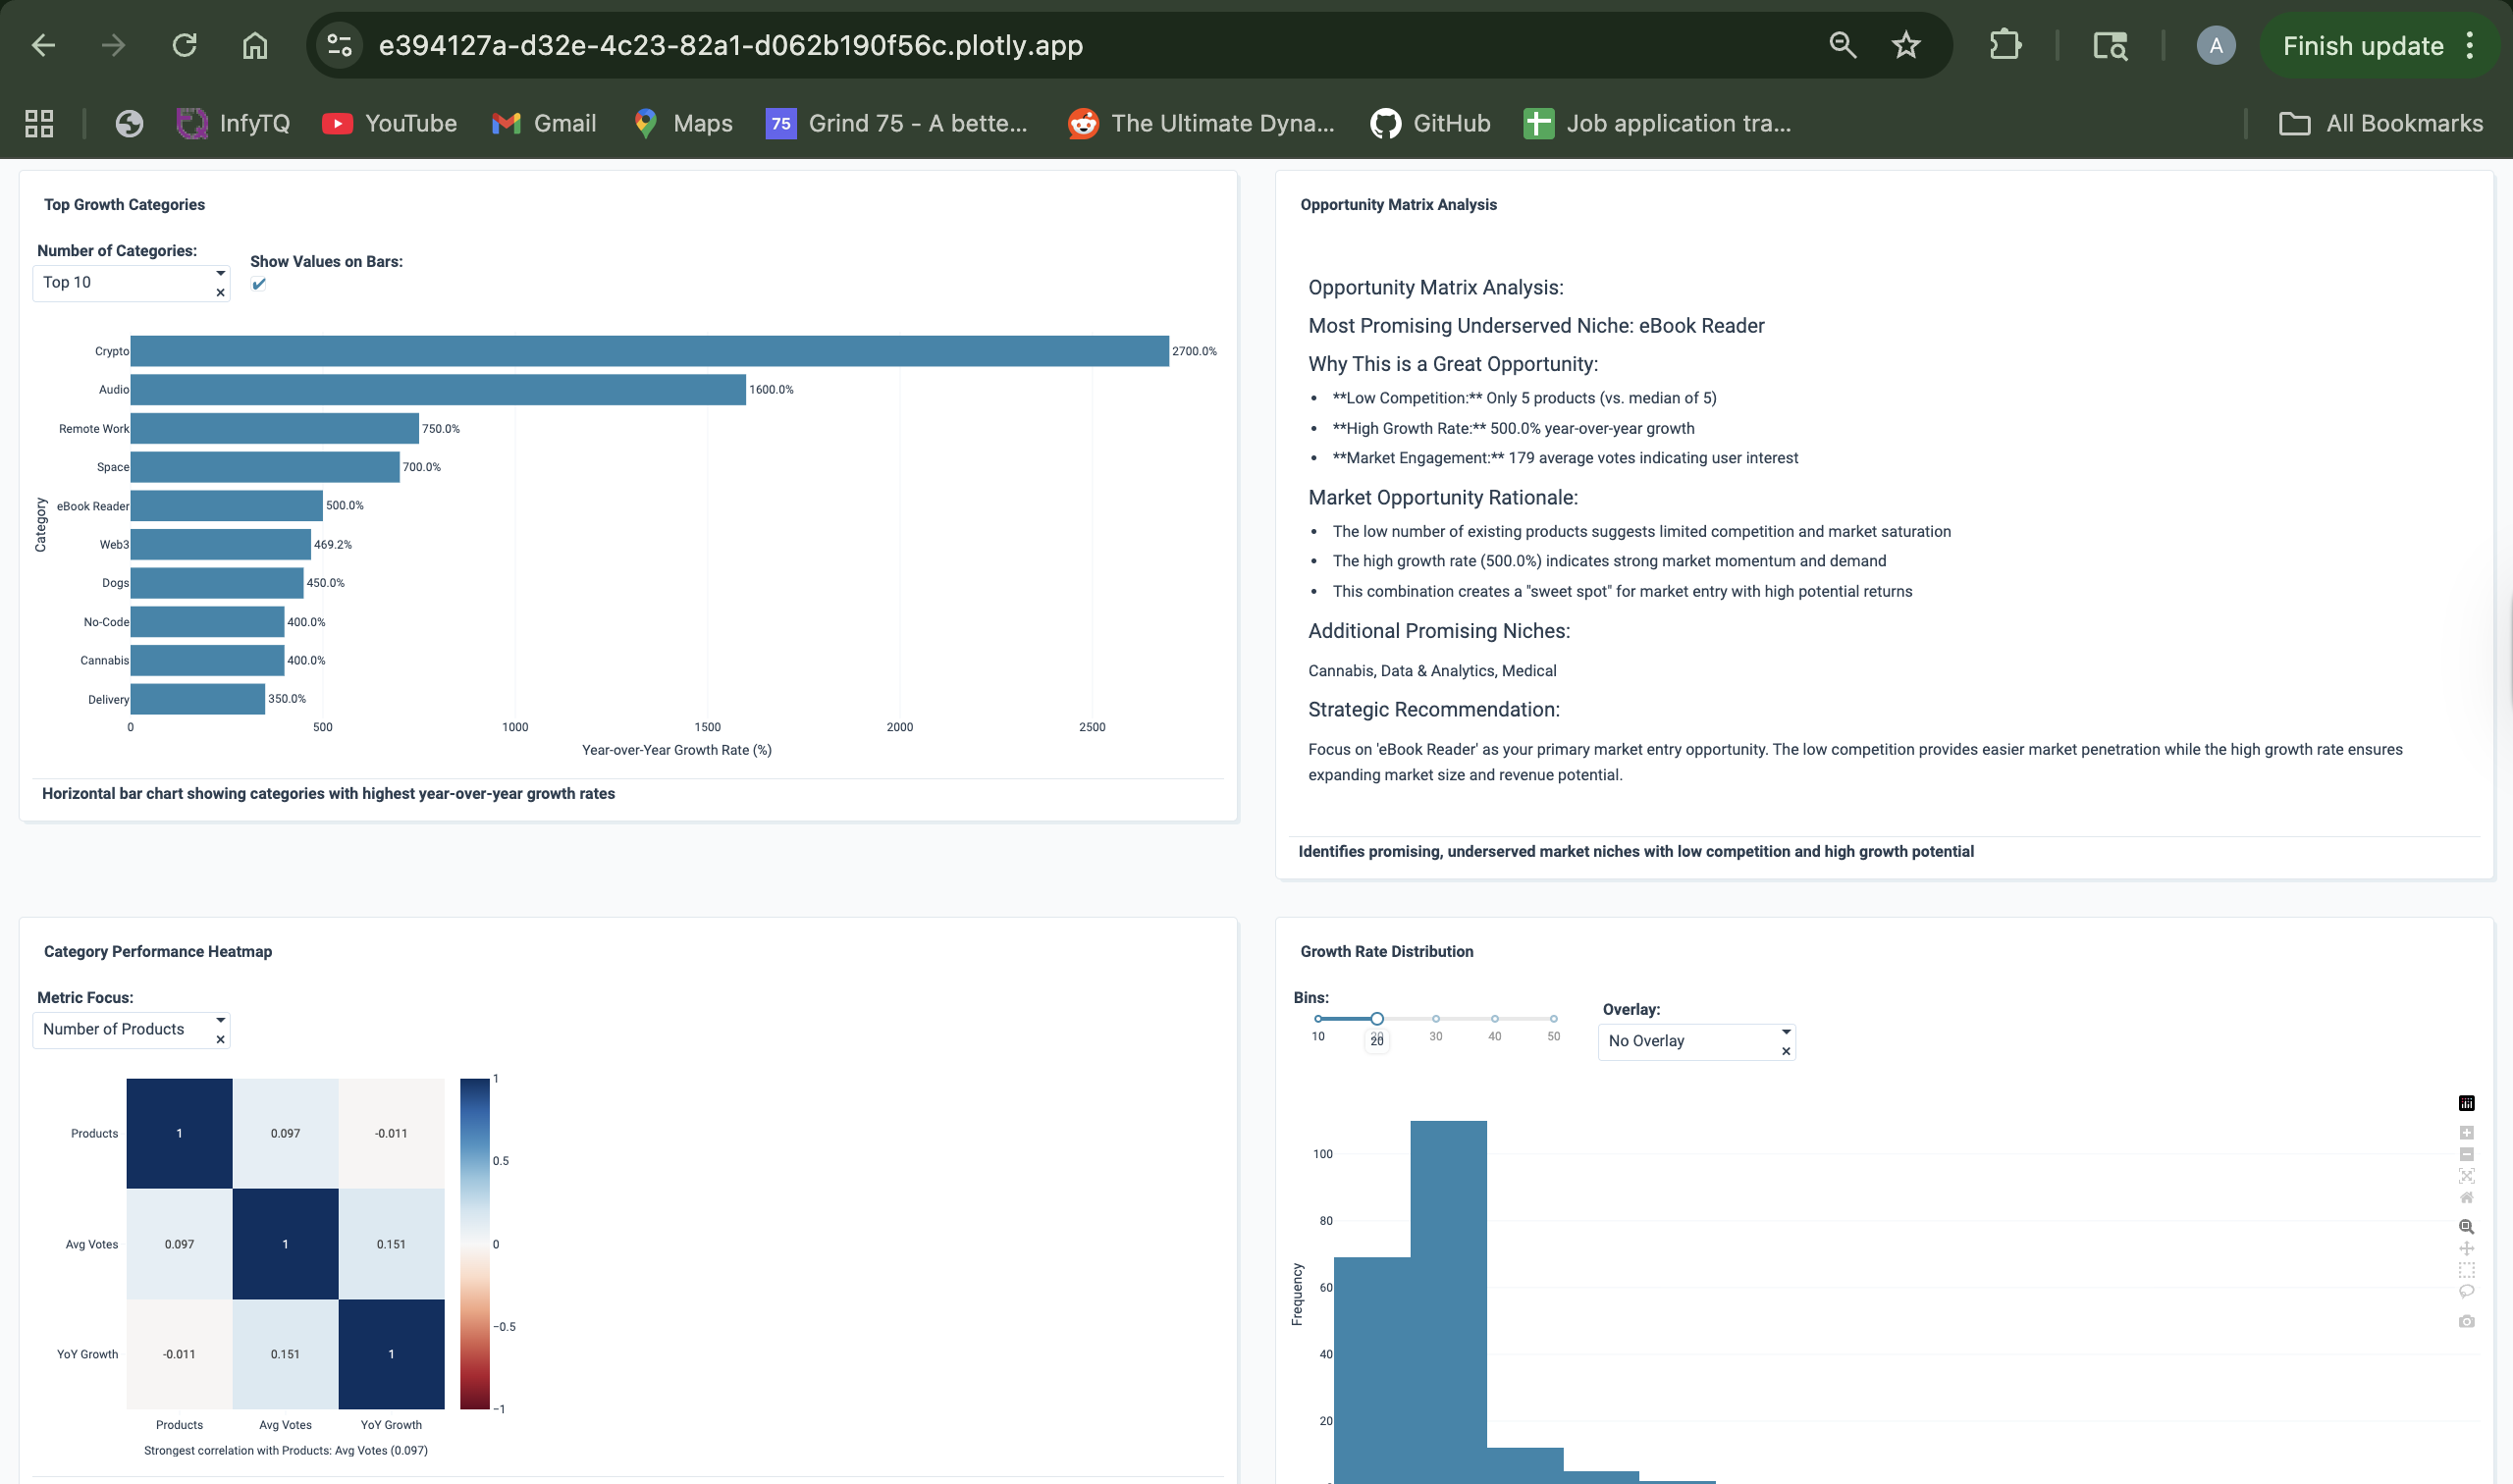 e394127a-d32e-4c23-82a1-d062b190f56c.plotly.app
A
Finish update
InfyTQ
YouTube
Gmail
Maps
75
Grind 75 - A bette...
The Ultimate Dyna...
GitHub
Job application tra...
All Bookmarks
Top Growth Categories
Number of Categories:
Top 10
Show Values on Bars:
Crypto
2700.0%
Audio
1600.0%
Remote Work
750.0%
Space
700.0%
eBook Reader
500.0%
Web3
469.2%
Dogs
450.0%
No-Code
400.0%
Cannabis
400.0%
Delivery
350.0%
Category
0
500
1000
1500
2000
2500
Year-over-Year Growth Rate (%)
Horizontal bar chart showing categories with highest year-over-year growth rates
Opportunity Matrix Analysis
Opportunity Matrix Analysis:
Most Promising Underserved Niche: eBook Reader
Why This is a Great Opportunity:
• **Low Competition:** Only 5 products (vs. median of 5)
• **High Growth Rate:** 500.0% year-over-year growth
• **Market Engagement:** 179 average votes indicating user interest
Market Opportunity Rationale:
• The low number of existing products suggests limited competition and market saturation
• The high growth rate (500.0%) indicates strong market momentum and demand
• This combination creates a "sweet spot" for market entry with high potential returns
Additional Promising Niches:
Cannabis, Data & Analytics, Medical
Strategic Recommendation:
Focus on 'eBook Reader' as your primary market entry opportunity. The low competition provides easier market penetration while the high growth rate ensures
expanding market size and revenue potential.
Identifies promising, underserved market niches with low competition and high growth potential
Category Performance Heatmap
Metric Focus:
Number of Products
Products
1
0.097
-0.011
Avg Votes
0.097
1
0.151
YoY Growth
-0.011
0.151
1
Products
Avg Votes
YoY Growth
1
0.5
0
−0.5
−1
Strongest correlation with Products: Avg Votes (0.097)
Growth Rate Distribution
Bins:
10
20
30
40
50
20
Overlay:
No Overlay
100
80
60
40
20
Frequency